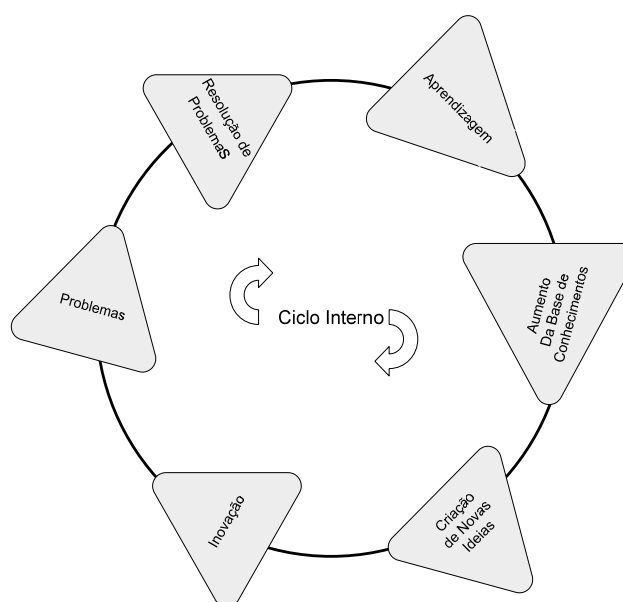 Resolução de
Problemas
Aprendizagem
Aumento
Da Base de
Conhecimentos
Criação
de Novas
Ideias
Inovação
Problemas
Ciclo Interno